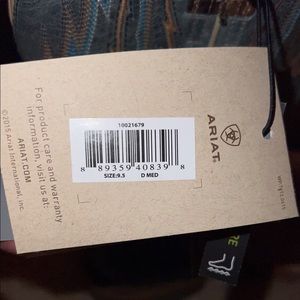 10021679
8 89359 40839 8
SIZE:9.5 D MED
ARIAT
For product care and warranty
information, visit us at:
ARIAT.COM
©2015 Ariat International, Inc.